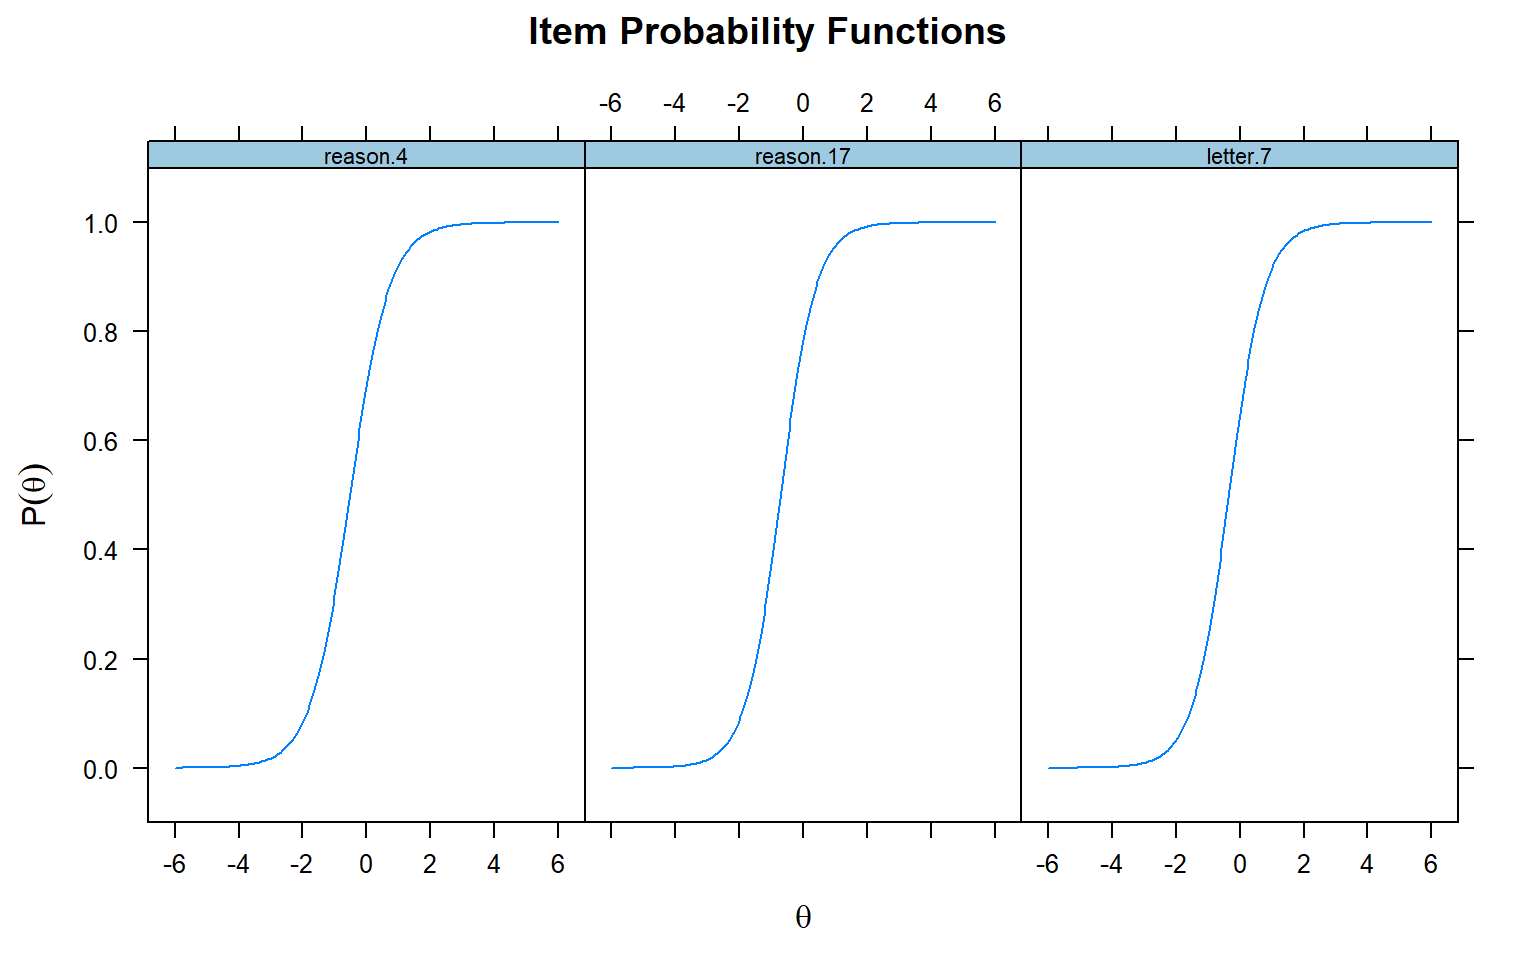 Item Probability Functions
-6 -4 -2 0 2 4 6
reason.4 reason.17 letter.7
1.0
0.8
0.6
0.4
0.2
0.0
P(θ)
-6 -4 -2 0 2 4 6 -6 -4 -2 0 2 4 6
θ